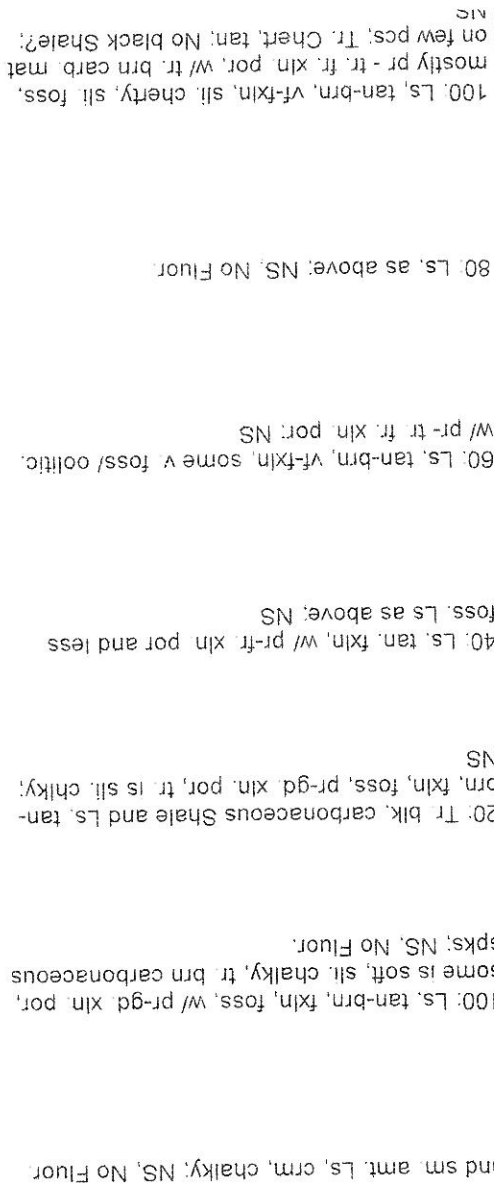 and sm. amt. Ls, crm, chalky; NS, No Fluor.
100: Ls. tan-brn, fxln, foss, w/ pr-gd. xln. por,
some is soft, sli. chalky, tr. brn carbonaceous
spks; NS, No Fluor.
20: Tr. blk, carbonaceous Shale and Ls. tan-
brn, fxln, foss, pr-gd. xln. por, tr. is sli. chlky;
NS
40: Ls. tan. fxln, w/ pr-fr. xln. por and less
foss. Ls as above; NS
60: Ls. tan-brn, vf-fxln, some v. foss/ oolitic.
w/ pr- tr. fr. xln. por: NS
80: Ls. as above; NS. No Fluor.
100: Ls, tan-brn, vf-fxln, sli. cherty, sli. foss,
mostly pr - tr. fr. xln. por, w/ tr. brn carb. mat
on few pcs; Tr. Chert, tan; No black Shale?;
NS